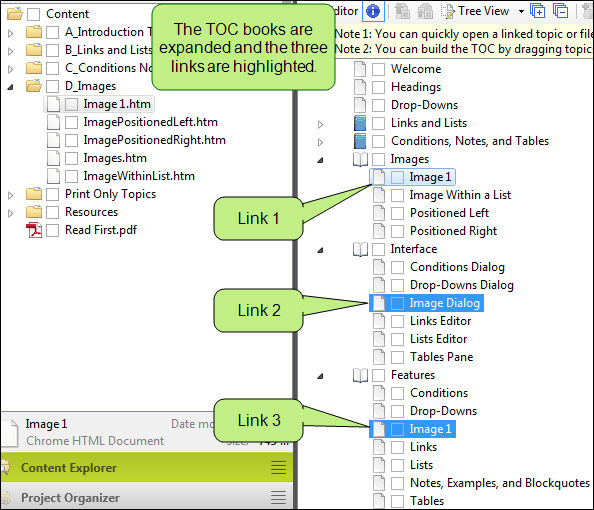 Content
A_Introduction T
B_Links and Lists
C_Conditions No
D_Images
Image 1.htm
ImagePositionedLeft.htm
ImagePositionedRight.htm
Images.htm
ImageWithinList.htm
Print Only Topics
Resources
Read First.pdf
The TOC books are
expanded and the three
links are highlighted.
Link 1
Link 2
Link 3
Image 1
Date mo
Chrome HTML Document
Content Explorer
Project Organizer
ditor
Tree View
Note 1: You can quickly open a linked topic or file
Note 2: You can build the TOC by dragging topic
Welcome
Headings
Drop-Downs
Links and Lists
Conditions, Notes, and Tables
Images
Image 1
Image Within a List
Positioned Left
Positioned Right
Interface
Conditions Dialog
Drop-Downs Dialog
Image Dialog
Links Editor
Lists Editor
Tables Pane
Features
Conditions
Drop-Downs
Image 1
Links
Lists
Notes, Examples, and Blockquotes
Tables